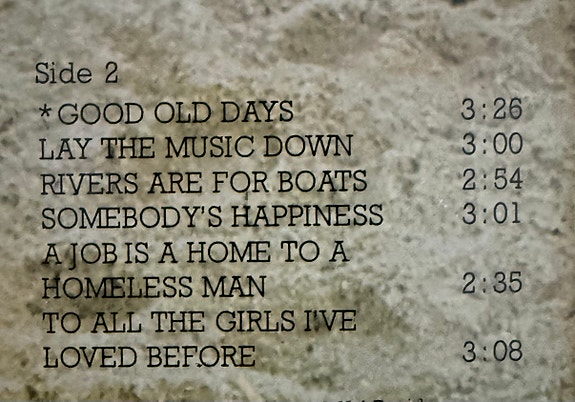 Side 2
* GOOD OLD DAYS 3:26
LAY THE MUSIC DOWN 3:00
RIVERS ARE FOR BOATS 2:54
SOMEBODY'S HAPPINESS 3:01
A JOB IS A HOME TO A
HOMELESS MAN 2:35
TO ALL THE GIRLS I'VE
LOVED BEFORE 3:08